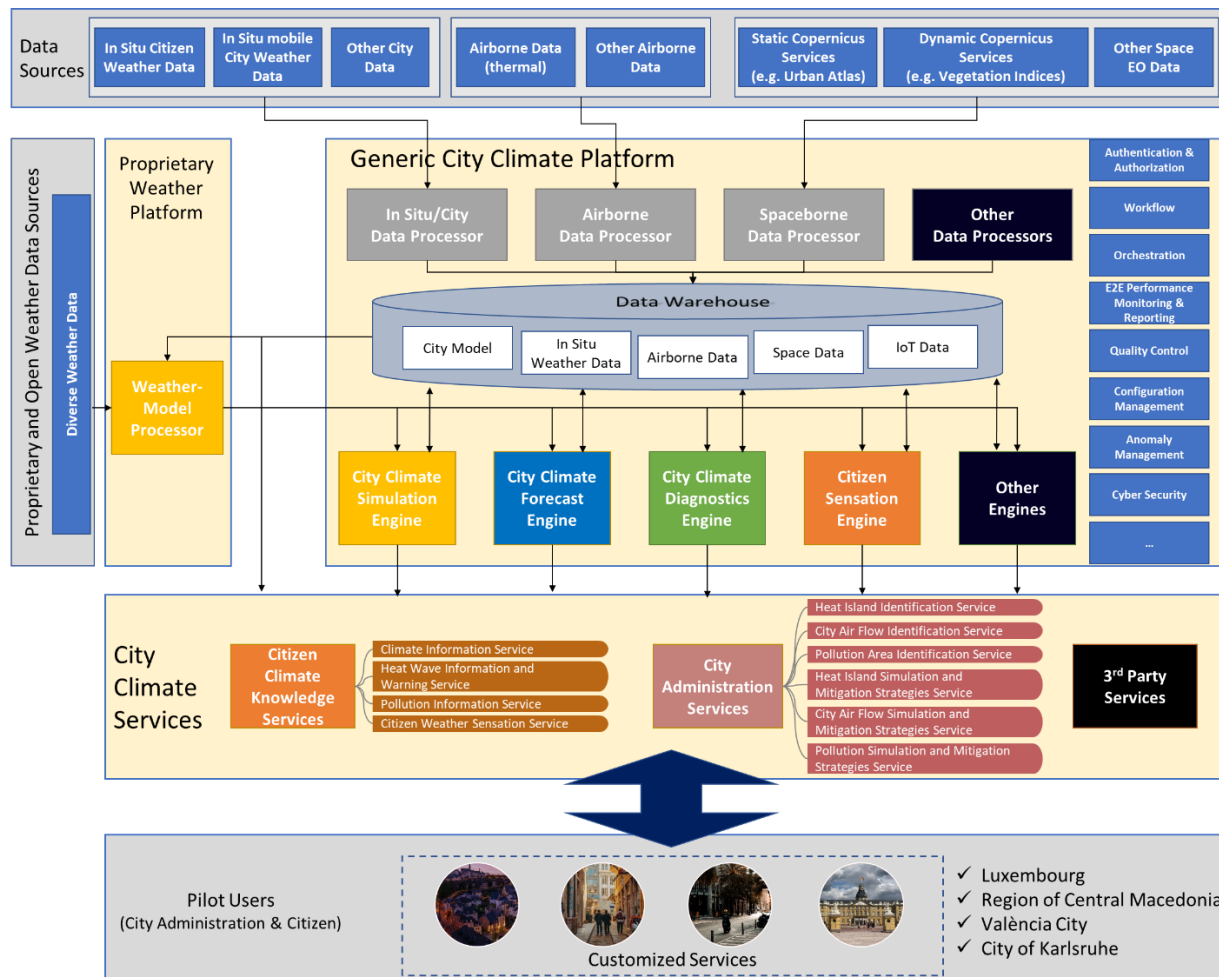 Data
Sources
In Situ Citizen
Weather Data
In Situ mobile
City Weather
Data
Other City
Data
Airborne Data
(thermal)
Other Airborne
Data
Static Copernicus
Services
(e.g. Urban Atlas)
Dynamic Copernicus
Services
(e.g. Vegetation Indices)
Other Space
EO Data
Proprietary and Open Weather Data Sources
Diverse Weather Data
Proprietary
Weather
Platform
Weather-
Model
Processor
Generic City Climate Platform
In Situ/City
Data Processor
Airborne
Data Processor
Spaceborne
Data Processor
Other
Data Processors
Data Warehouse
City Model
In Situ
Weather Data
Airborne Data
Space Data
IoT Data
City Climate
Simulation
Engine
City Climate
Forecast
Engine
City Climate
Diagnostics
Engine
Citizen
Sensation
Engine
Other
Engines
Authentication &
Authorization
Workflow
Orchestration
E2E Performance
Monitoring &
Reporting
Quality Control
Configuration
Management
Anomaly
Management
Cyber Security
...
City
Climate
Services
Citizen
Climate
Knowledge
Services
Climate Information Service
Heat Wave Information and
Warning Service
Pollution Information Service
Citizen Weather Sensation Service
City
Administration
Services
Heat Island Identification Service
City Air Flow Identification Service
Pollution Area Identification Service
Heat Island Simulation and
Mitigation Strategies Service
City Air Flow Simulation and
Mitigation Strategies Service
Pollution Simulation and Mitigation
Strategies Service
3rd Party
Services
Pilot Users
(City Administration & Citizen)
Customized Services
✓ Luxembourg
✓ Region of Central Macedonia
✓ València City
✓ City of Karlsruhe